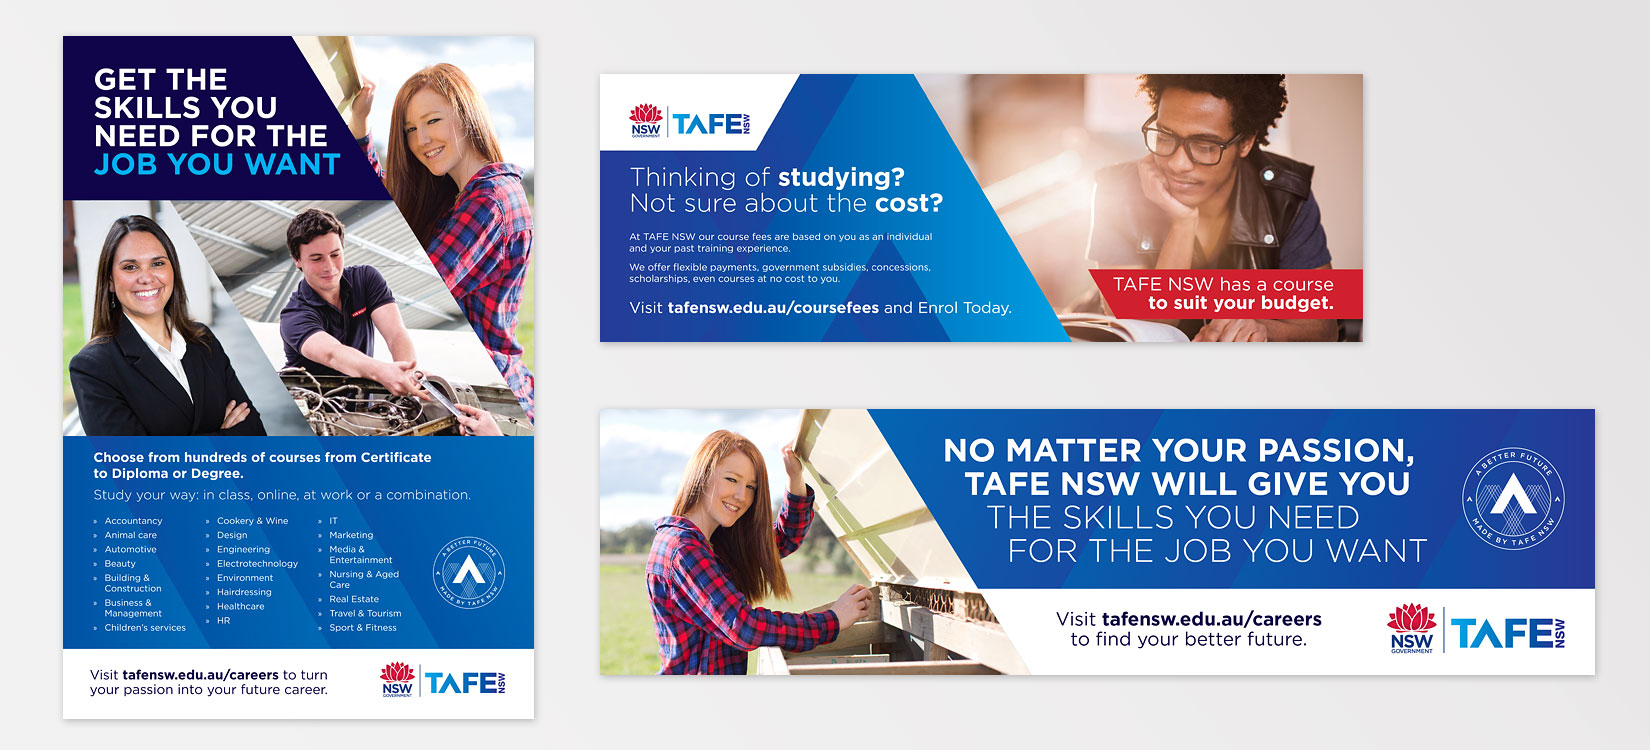 GET THE
SKILLS YOU
NEED FOR THE
JOB YOU WANT
Choose from hundreds of courses from Certificate
to Diploma or Degree.
Study your way: in class, online, at work or a combination.
» Accountancy
» Animal care
» Automotive
» Beauty
» Building &
Construction
» Business &
Management
» Children's services
» Cookery & Wine
» Design
» Engineering
» Electrotechnology
» Environment
» Hairdressing
» Healthcare
» HR
» IT
» Marketing
» Media &
Entertainment
» Nursing & Aged
Care
» Real Estate
» Travel & Tourism
» Sport & Fitness
A BETTER FUTURE
MADE BY TAFE NSW
Visit tafensw.edu.au/careers to turn
your passion into your future career.
NSW
GOVERNMENT
TAFE NSW
NSW
GOVERNMENT
TAFE NSW
Thinking of studying?
Not sure about the cost?
At TAFE NSW our course fees are based on you as an individual
and your past training experience.
We offer flexible payments, government subsidies, concessions,
scholarships, even courses at no cost to you.
Visit tafensw.edu.au/coursefees and Enrol Today.
TAFE NSW has a course
to suit your budget.
NO MATTER YOUR PASSION,
TAFE NSW WILL GIVE YOU
THE SKILLS YOU NEED
FOR THE JOB YOU WANT
A BETTER FUTURE
MADE BY TAFE NSW
Visit tafensw.edu.au/careers
to find your better future.
NSW
GOVERNMENT
TAFE NSW